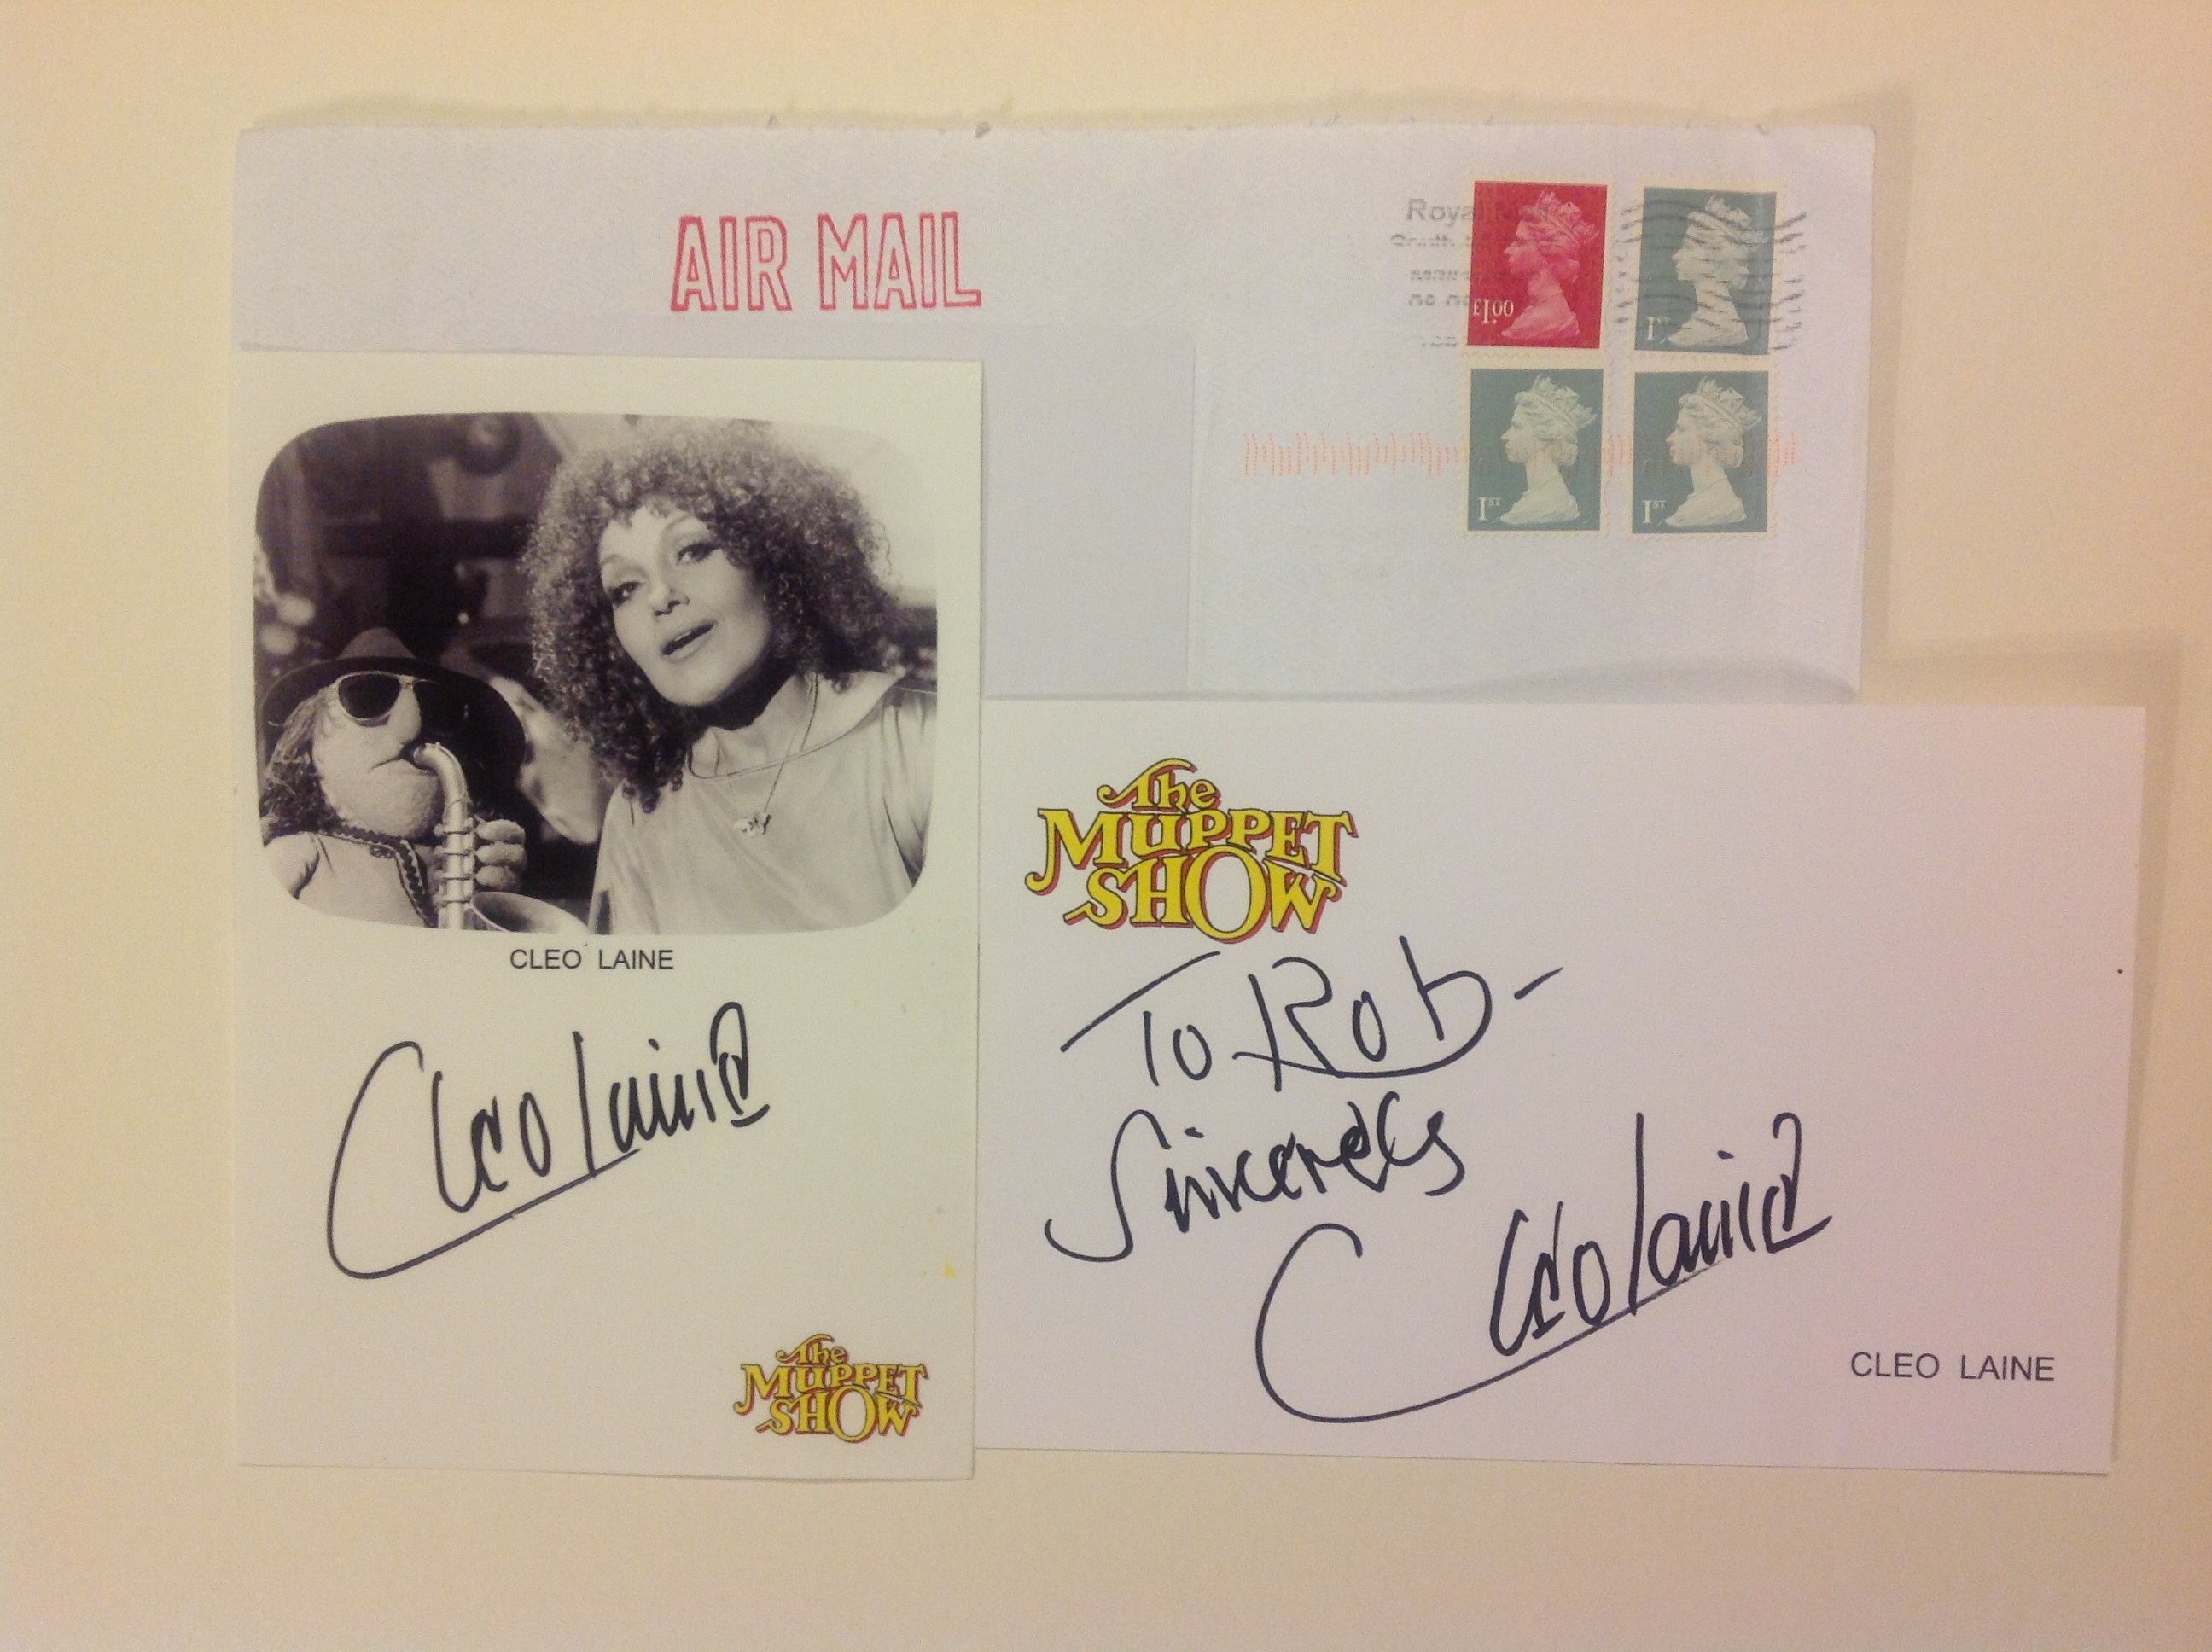 AIR MAIL
Royal
£1.00
1ST
1ST
1ST
CLEO LAINE
Cleo Laine
The
MUPPET
SHOW
The
MUPPET
SHOW
To Rob-
Sincerely
Cleo Laine
CLEO LAINE